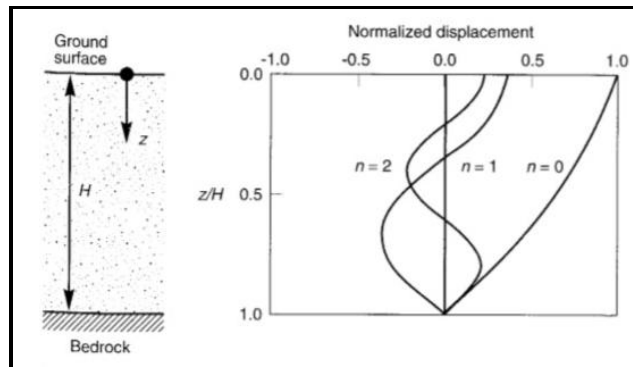 Ground
surface
z
H
Bedrock
Normalized displacement
-1.0 -0.5 0.0 0.5 1.0
0.0
n = 2 n = 1 n = 0
z/H 0.5
1.0